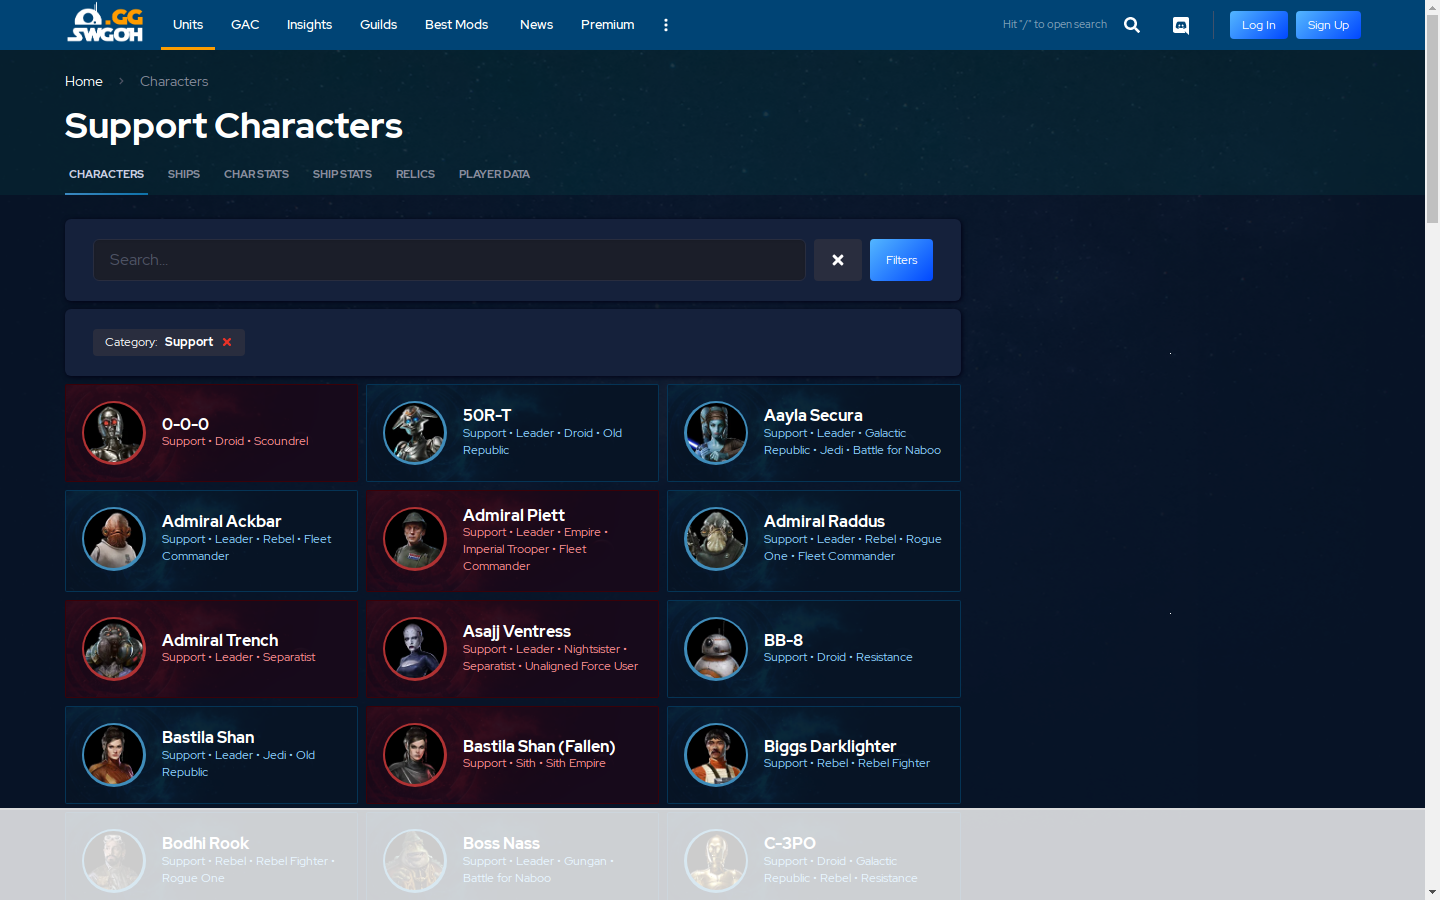 .GG
SWGOH
Units
GAC
Insights
Guilds
Best Mods
News
Premium
Hit "/" to open search
Log In
Sign Up
Home
Characters
Support Characters
CHARACTERS
SHIPS
CHAR STATS
SHIP STATS
RELICS
PLAYER DATA
Search...
Filters
Category: Support
0-0-0
Support • Droid • Scoundrel
50R-T
Support • Leader • Droid • Old
Republic
Aayla Secura
Support • Leader • Galactic
Republic • Jedi • Battle for Naboo
Admiral Ackbar
Support • Leader • Rebel • Fleet
Commander
Admiral Piett
Support • Leader • Empire •
Imperial Trooper • Fleet
Commander
Admiral Raddus
Support • Leader • Rebel • Rogue
One • Fleet Commander
Admiral Trench
Support • Leader • Separatist
Asajj Ventress
Support • Leader • Nightsister •
Separatist • Unaligned Force User
BB-8
Support • Droid • Resistance
Bastila Shan
Support • Leader • Jedi • Old
Republic
Bastila Shan (Fallen)
Support • Sith • Sith Empire
Biggs Darklighter
Support • Rebel • Rebel Fighter
Bodhi Rook
Support • Rebel • Rebel Fighter •
Rogue One
Boss Nass
Support • Leader • Gungan •
Battle for Naboo
C-3PO
Support • Droid • Galactic
Republic • Rebel • Resistance